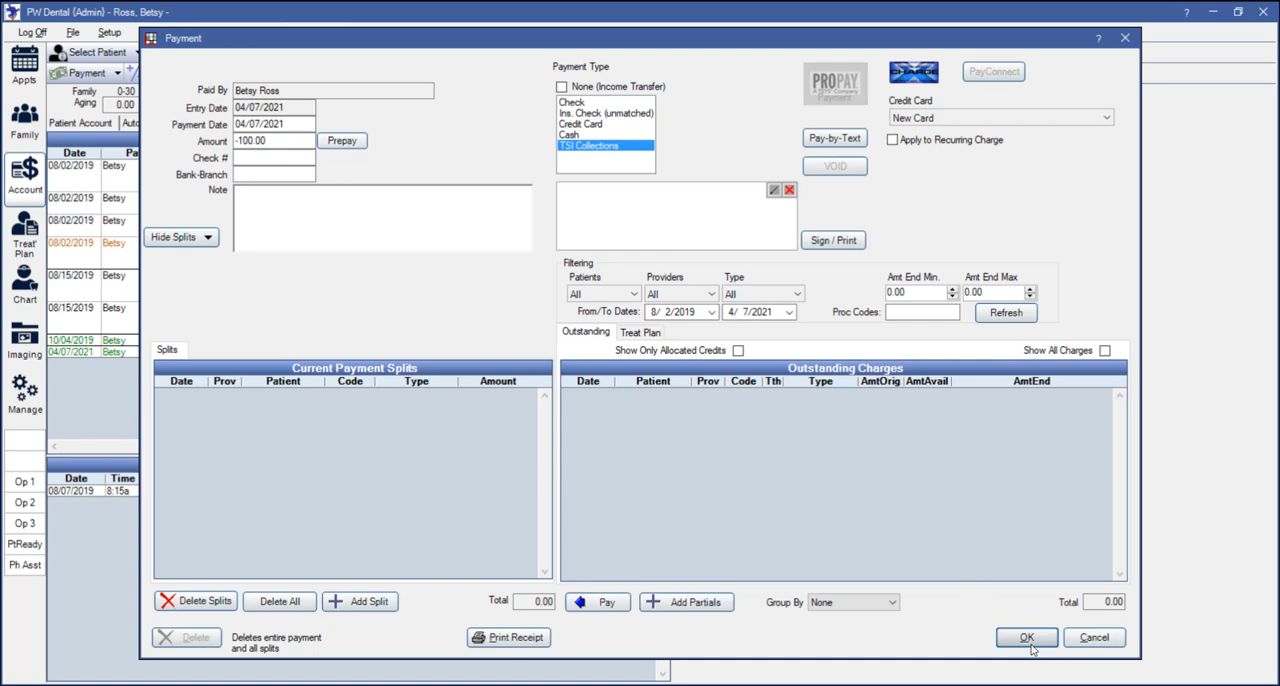 PW Dental {Admin} - Ross, Betsy -
Log Off File Setup
Payment
Select Patient
Payment
Family 0-30
Aging 0.00
Patient Account
Date
08/02/2019 Betsy
08/02/2019 Betsy
08/02/2019 Betsy
08/02/2019 Betsy
08/15/2019 Betsy
08/15/2019 Betsy
10/04/2019 Betsy
04/07/2021 Betsy
Date Time
08/07/2019 8:15a
Appts
Family
Account
Treat'
Plan
Chart
Imaging
Manage
Op 1
Op 2
Op 3
PtReady
Ph Asst
Paid By Betsy Ross
Entry Date 04/07/2021
Payment Date 04/07/2021
Amount -100.00 Prepay
Check #
Bank-Branch
Note
Hide Splits
Payment Type
None (Income Transfer)
Check
Ins. Check (unmatched)
Credit Card
Cash
TSI Collections
PROPAY
Payment
CHARGE
PayConnect
Credit Card
New Card
Pay-by-Text
Apply to Recurring Charge
VOID
Sign / Print
Filtering
Patients Providers Type Amt End Min. Amt End Max
All All All 0.00 0.00
From/To Dates: 8/ 2/2019 4/ 7/2021 Proc Codes: Refresh
Outstanding Treat Plan
Show Only Allocated Credits Show All Charges
Splits
Current Payment Splits
Date Prov Patient Code Type Amount
Outstanding Charges
Date Patient Prov Code Tth Type AmtOrig AmtAvail AmtEnd
Delete Splits Delete All Add Split Total 0.00
Pay Add Partials Group By None Total 0.00
Delete Deletes entire payment
and all splits
Print Receipt
OK Cancel